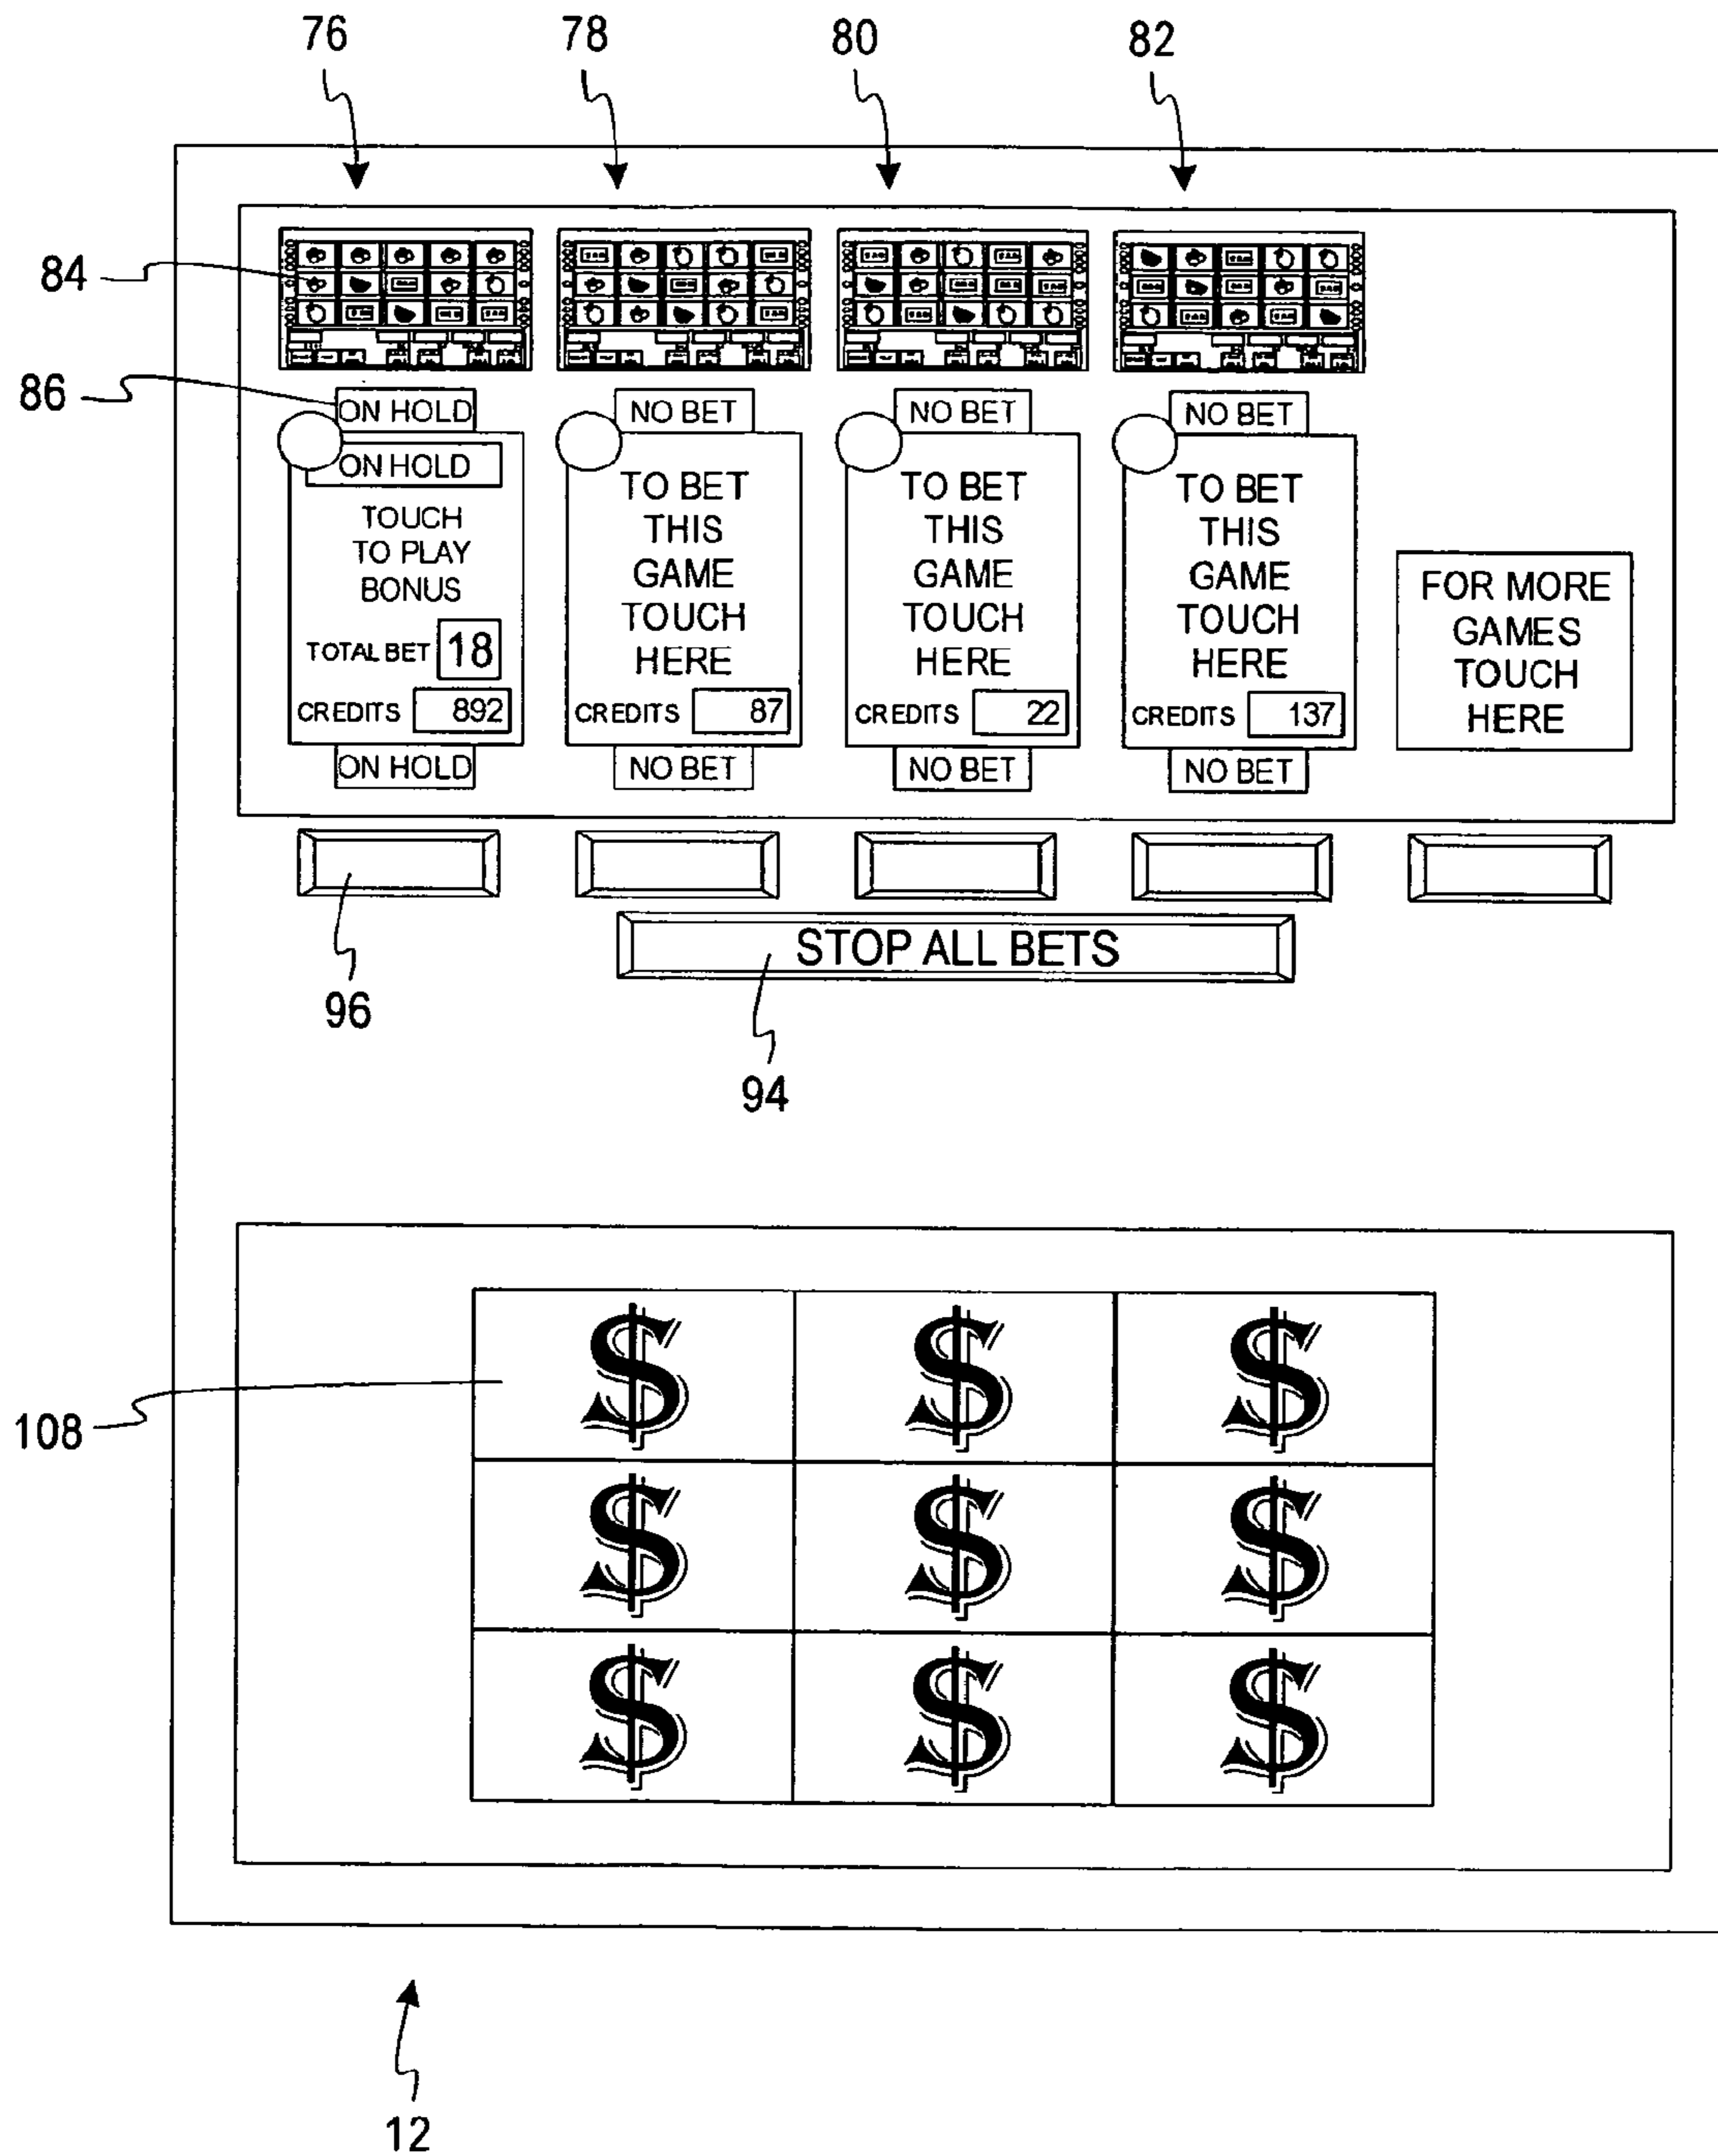 76
78
80
82
84
86
ON HOLD
ON HOLD
TOUCH
TO PLAY
BONUS
TOTAL BET 18
CREDITS 892
ON HOLD
NO BET
TO BET
THIS
GAME
TOUCH
HERE
CREDITS 87
NO BET
NO BET
TO BET
THIS
GAME
TOUCH
HERE
CREDITS 22
NO BET
NO BET
TO BET
THIS
GAME
TOUCH
HERE
CREDITS 137
NO BET
FOR MORE
GAMES
TOUCH
HERE
STOP ALL BETS
96
94
$ $ $
$ $ $
$ $ $
108
12